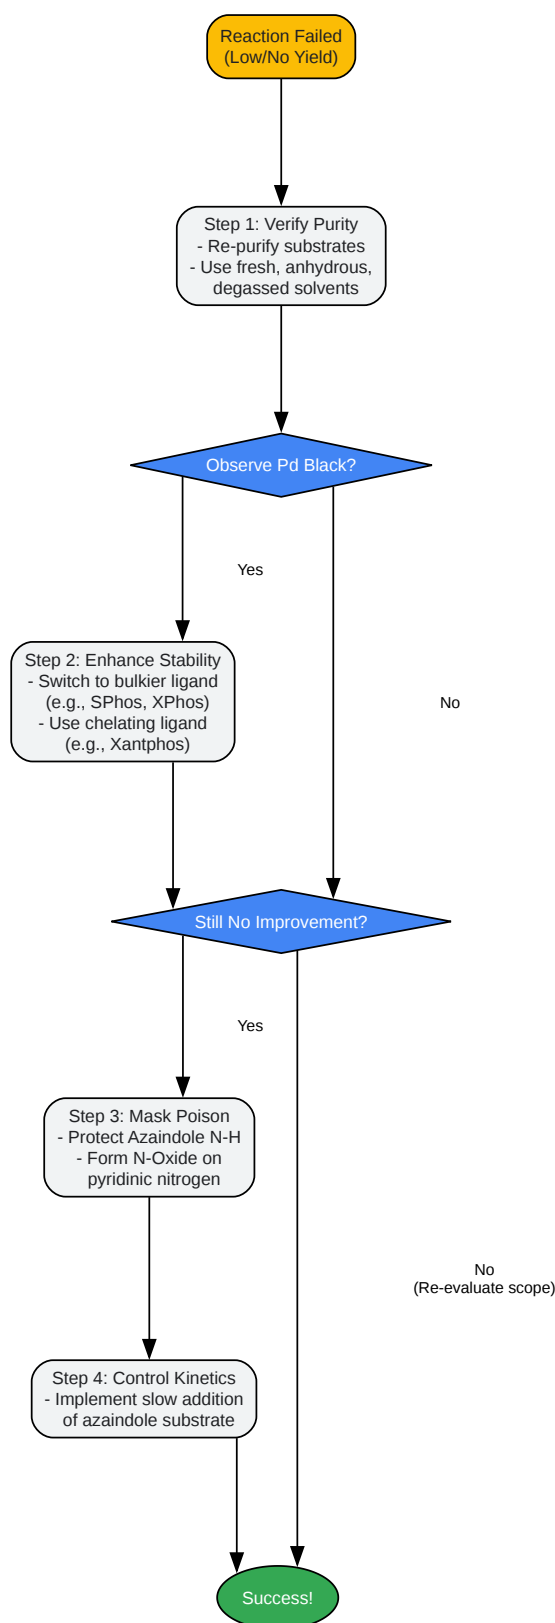 Reaction Failed
(Low/No Yield)
Step 1: Verify Purity
- Re-purify substrates
- Use fresh, anhydrous,
degassed solvents
Observe Pd Black?
Yes
Step 2: Enhance Stability
- Switch to bulkier ligand
(e.g., SPhos, XPhos)
- Use chelating ligand
(e.g., Xantphos)
No
Still No Improvement?
Yes
Step 3: Mask Poison
- Protect Azaindole N-H
- Form N-Oxide on
pyridinic nitrogen
No
(Re-evaluate scope)
Step 4: Control Kinetics
- Implement slow addition
of azaindole substrate
Success!